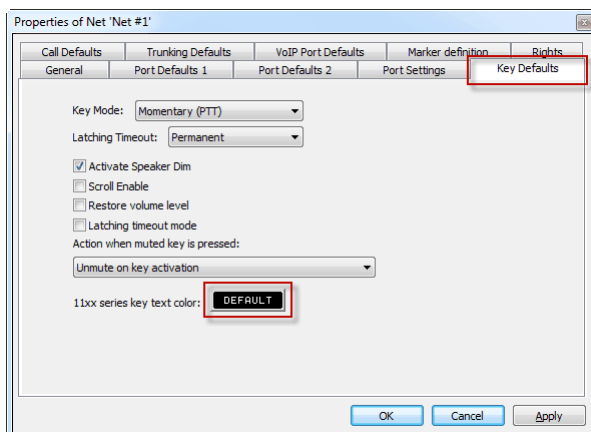 Properties of Net 'Net #1'
Call Defaults Trunking Defaults VoIP Port Defaults Marker definition Rights
General Port Defaults 1 Port Defaults 2 Port Settings Key Defaults
Key Mode: Momentary (PTT)
Latching Timeout: Permanent
Activate Speaker Dim
Scroll Enable
Restore volume level
Latching timeout mode
Action when muted key is pressed:
Unmute on key activation
11xx series key text color: DEFAULT
OK Cancel Apply